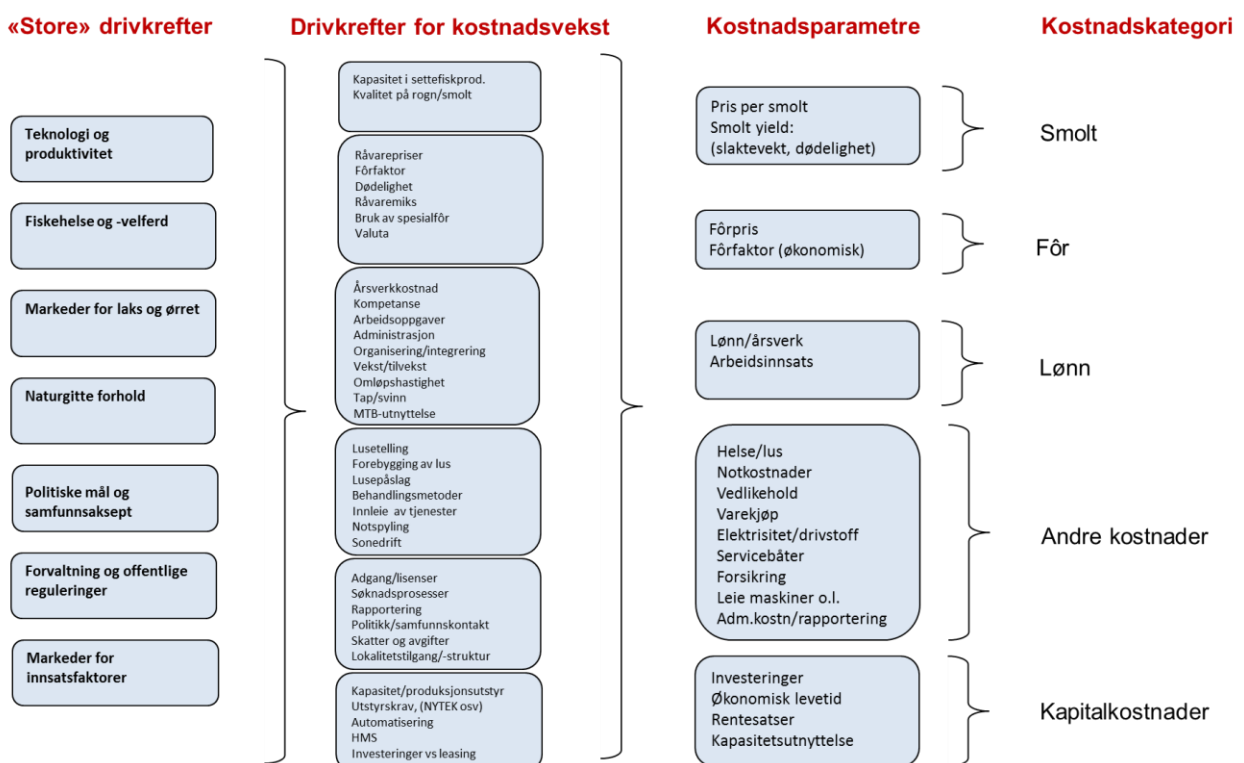 «Store» drivkrefter
Drivkrefter for kostnadsvekst
Kostnadsparametre
Kostnadskategori
Teknologi og
produktivitet
Fiskehelse og -velferd
Markeder for laks og ørret
Naturgitte forhold
Politiske mål og
samfunnsaksept
Forvaltning og offentlige
reguleringer
Markeder for
innsatsfaktorer
Kapasitet i settefiskprod.
Kvalitet på rogn/smolt
Råvarepriser
Fôrfaktor
Dødelighet
Råvaremiks
Bruk av spesialfôr
Valuta
Årsverkkostnad
Kompetanse
Arbeidsoppgaver
Administrasjon
Organisering/integrering
Vekst/tilvekst
Omløpshastighet
Tap/svinn
MTB-utnyttelse
Lusetelling
Forebygging av lus
Lusepåslag
Behandlingsmetoder
Innleie av tjenester
Notspyling
Sonedrift
Adgang/lisenser
Søknadsprosesser
Rapportering
Politikk/samfunnskontakt
Skatter og avgifter
Lokalitetstilgang/-struktur
Kapasitet/produksjonsutstyr
Utstyrskrav, (NYTEK osv)
Automatisering
HMS
Investeringer vs leasing
Pris per smolt
Smolt yield:
(slaktevekt, dødelighet)
Fôrpris
Fôrfaktor (økonomisk)
Lønn/årsverk
Arbeidsinnsats
Helse/lus
Notkostnader
Vedlikehold
Varekjøp
Elektrisitet/drivstoff
Servicebåter
Forsikring
Leie maskiner o.l.
Adm.kostn/rapportering
Investeringer
Økonomisk levetid
Rentesatser
Kapasitetsutnyttelse
Smolt
Fôr
Lønn
Andre kostnader
Kapitalkostnader